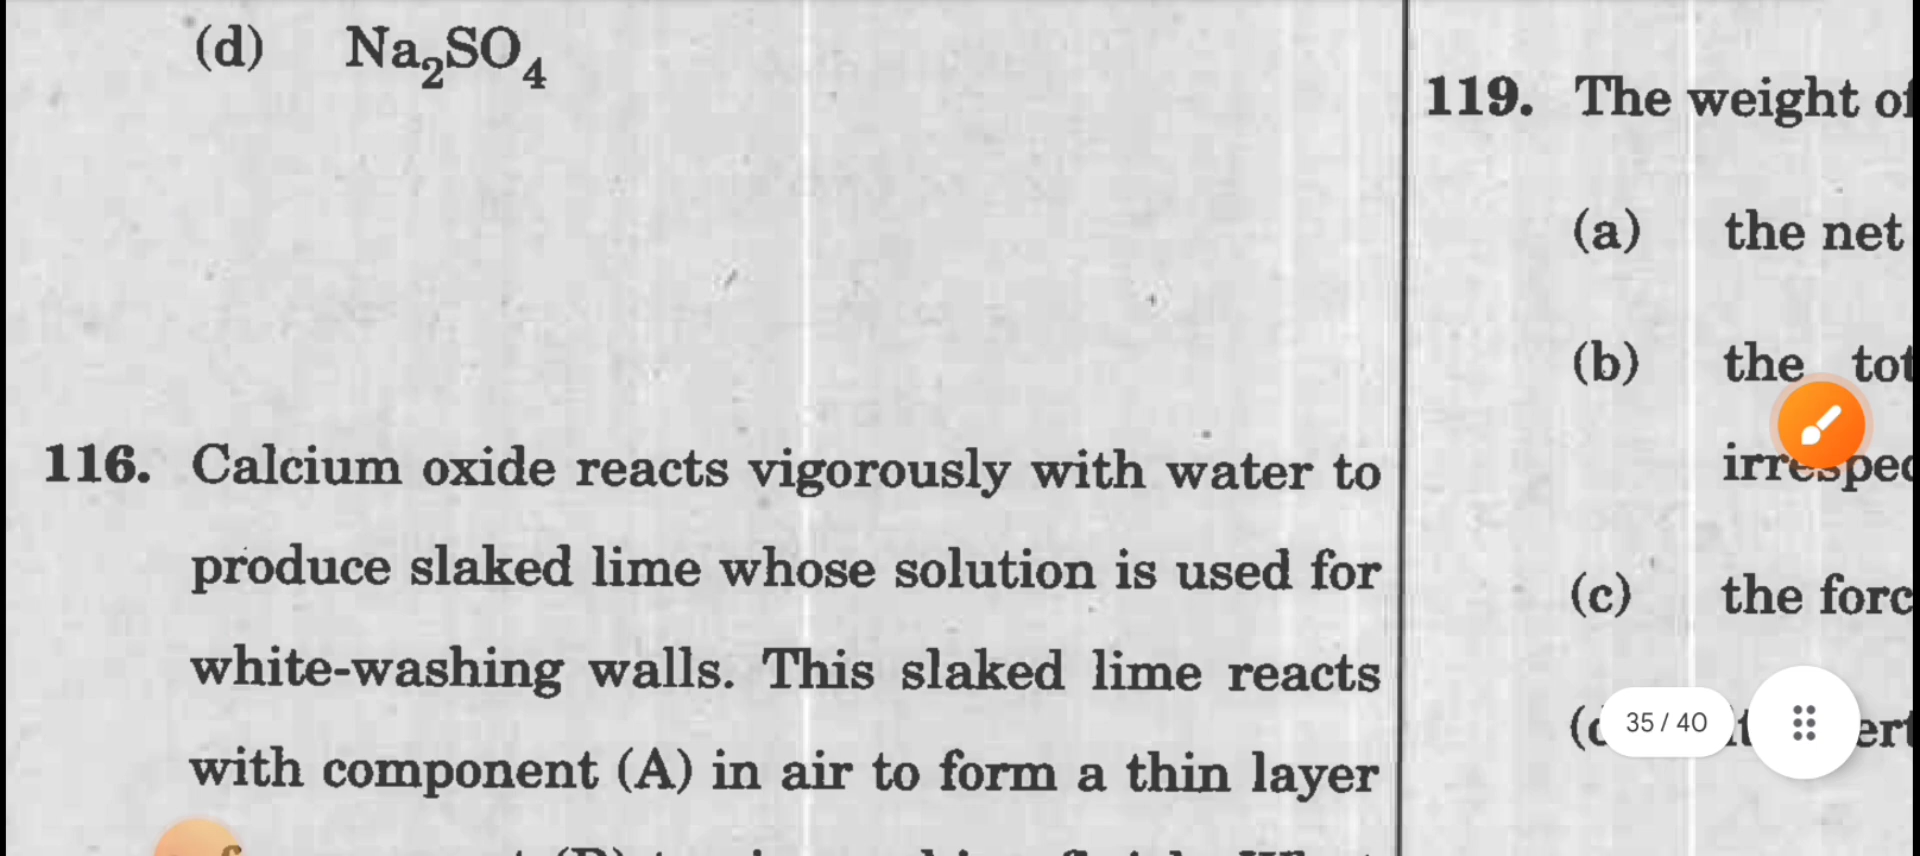 (d) Na₂SO₄
116. Calcium oxide reacts vigorously with water to
produce slaked lime whose solution is used for
white-washing walls. This slaked lime reacts
with component (A) in air to form a thin layer
119. The weight of
(a) the net
(b) the
(c) the
35 / 40